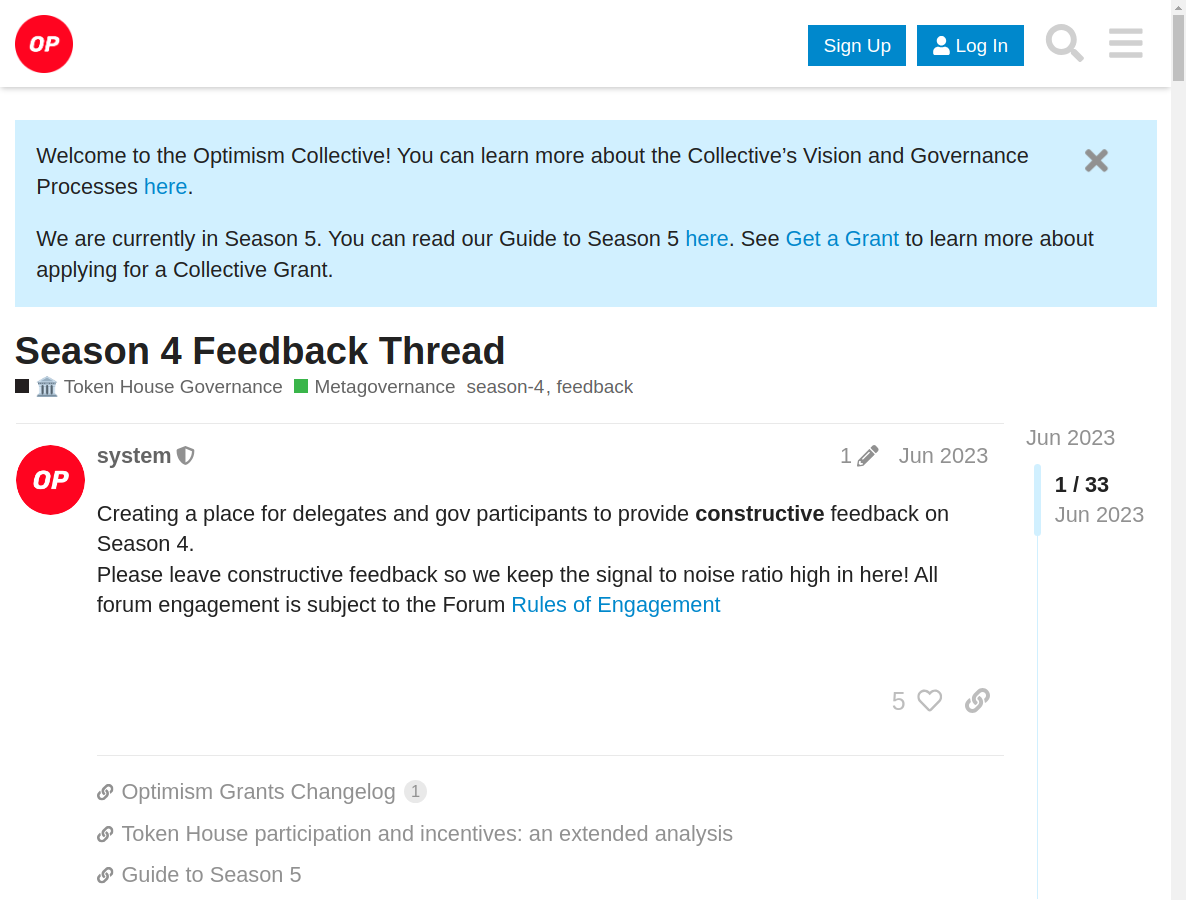 OP
Sign Up
Log In
Welcome to the Optimism Collective! You can learn more about the Collective’s Vision and Governance
Processes here.
We are currently in Season 5. You can read our Guide to Season 5 here. See Get a Grant to learn more about
applying for a Collective Grant.
Season 4 Feedback Thread
Token House Governance Metagovernance season-4, feedback
OP
system
1 Jun 2023
Creating a place for delegates and gov participants to provide constructive feedback on
Season 4.
Please leave constructive feedback so we keep the signal to noise ratio high in here! All
forum engagement is subject to the Forum Rules of Engagement
5
Optimism Grants Changelog 1
Token House participation and incentives: an extended analysis
Guide to Season 5
Jun 2023
1 / 33
Jun 2023